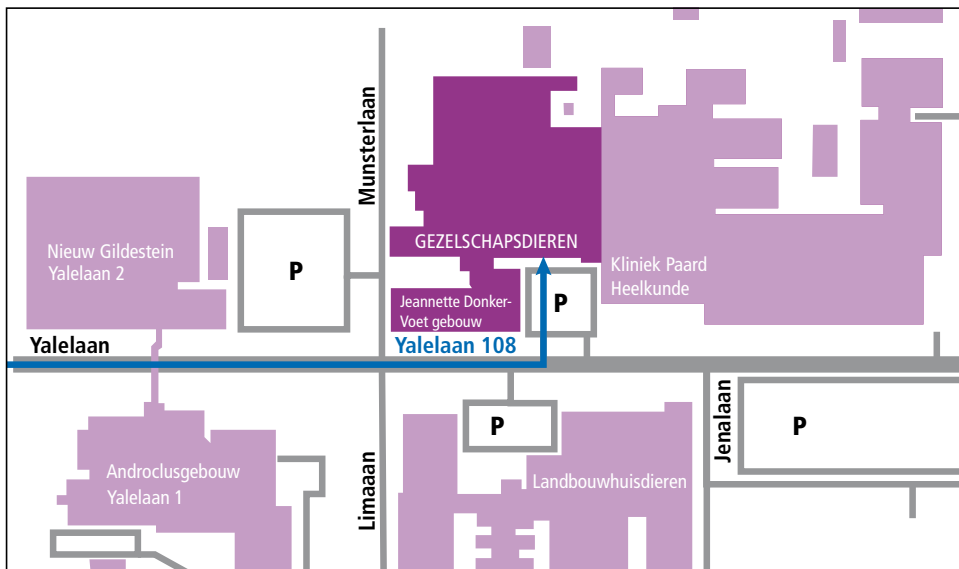 Munsterlaan
Nieuw Gildestein
Yalelaan 2
P
GEZELSCHAPSDIEREN
Kliniek Paard
Heelkunde
Jeannette Donker-
Voet gebouw
P
Yalelaan
Yalelaan 108
P
P
Jenalaan
Androclusgebouw
Yalelaan 1
Limaaan
Landbouwhuisdieren